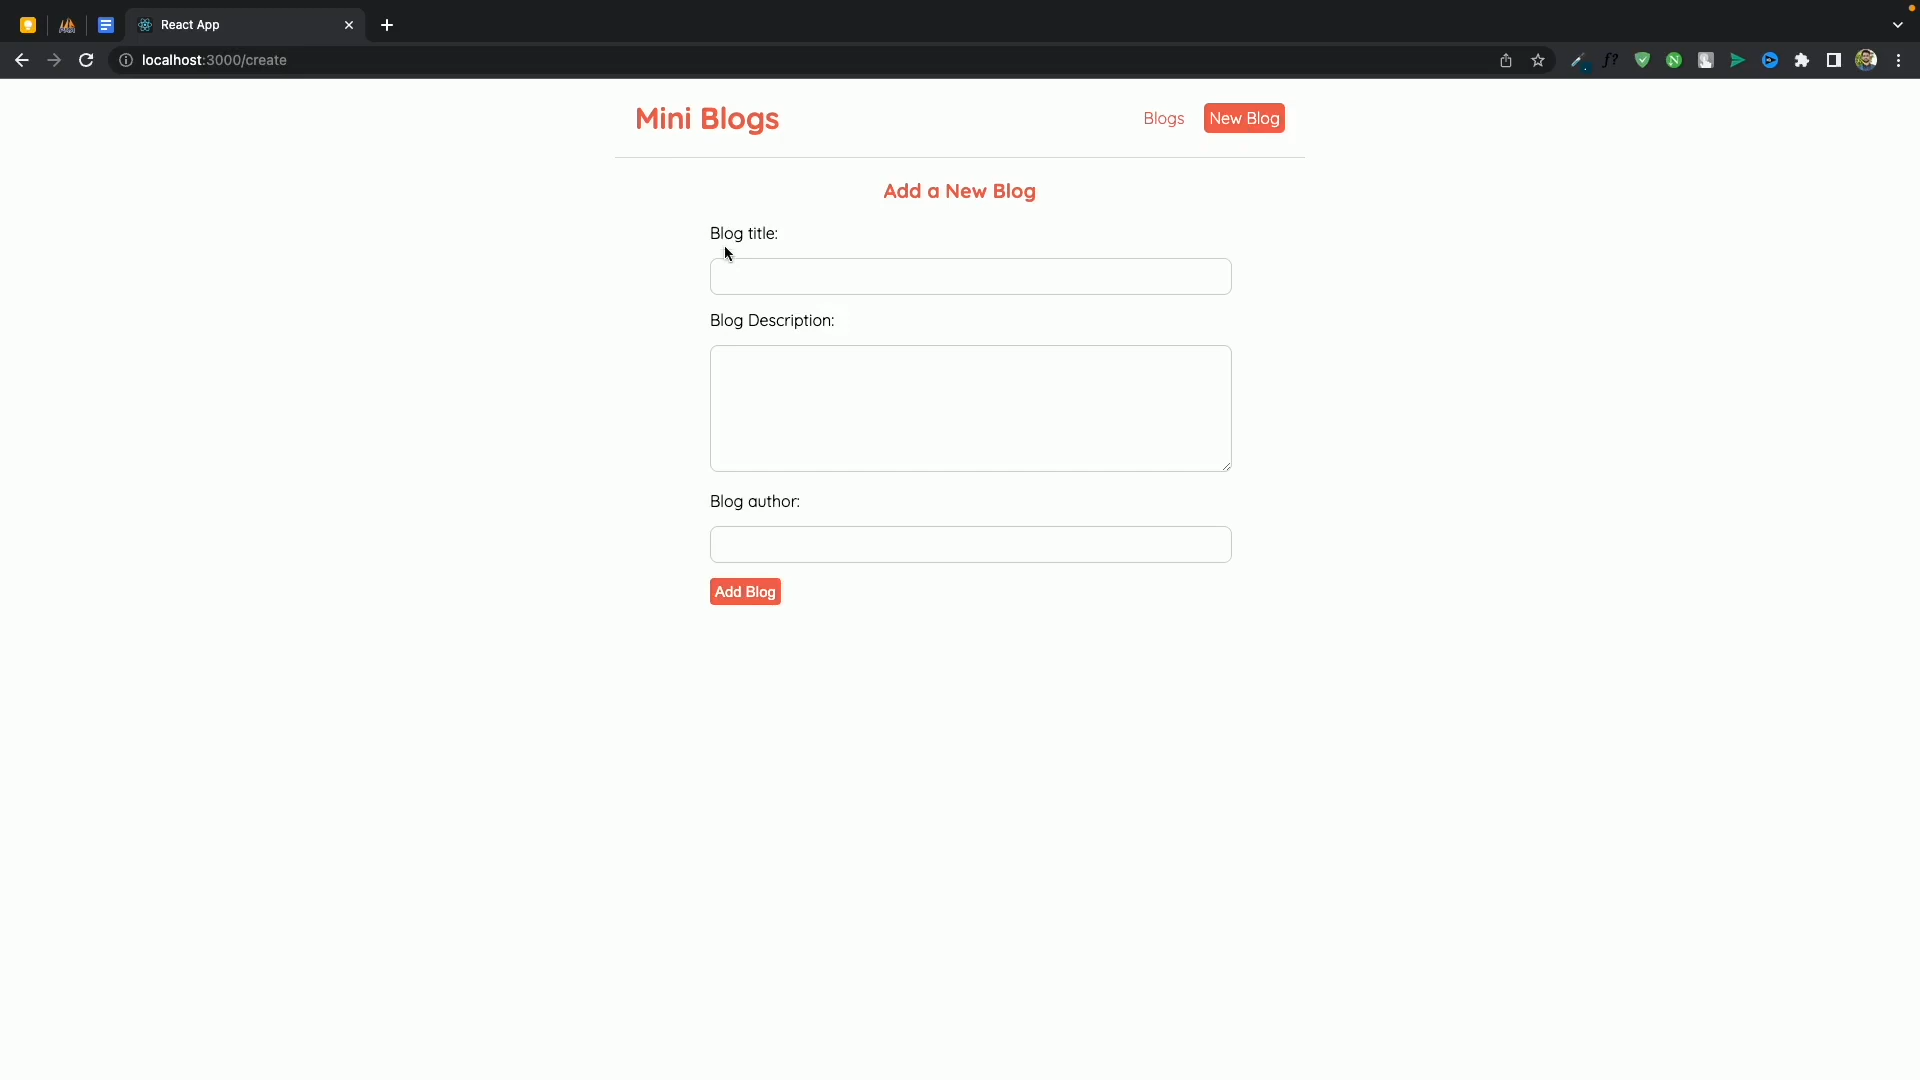 React App
localhost:3000/create
Mini Blogs
Blogs
New Blog
Add a New Blog
Blog title:
Blog Description:
Blog author:
Add Blog